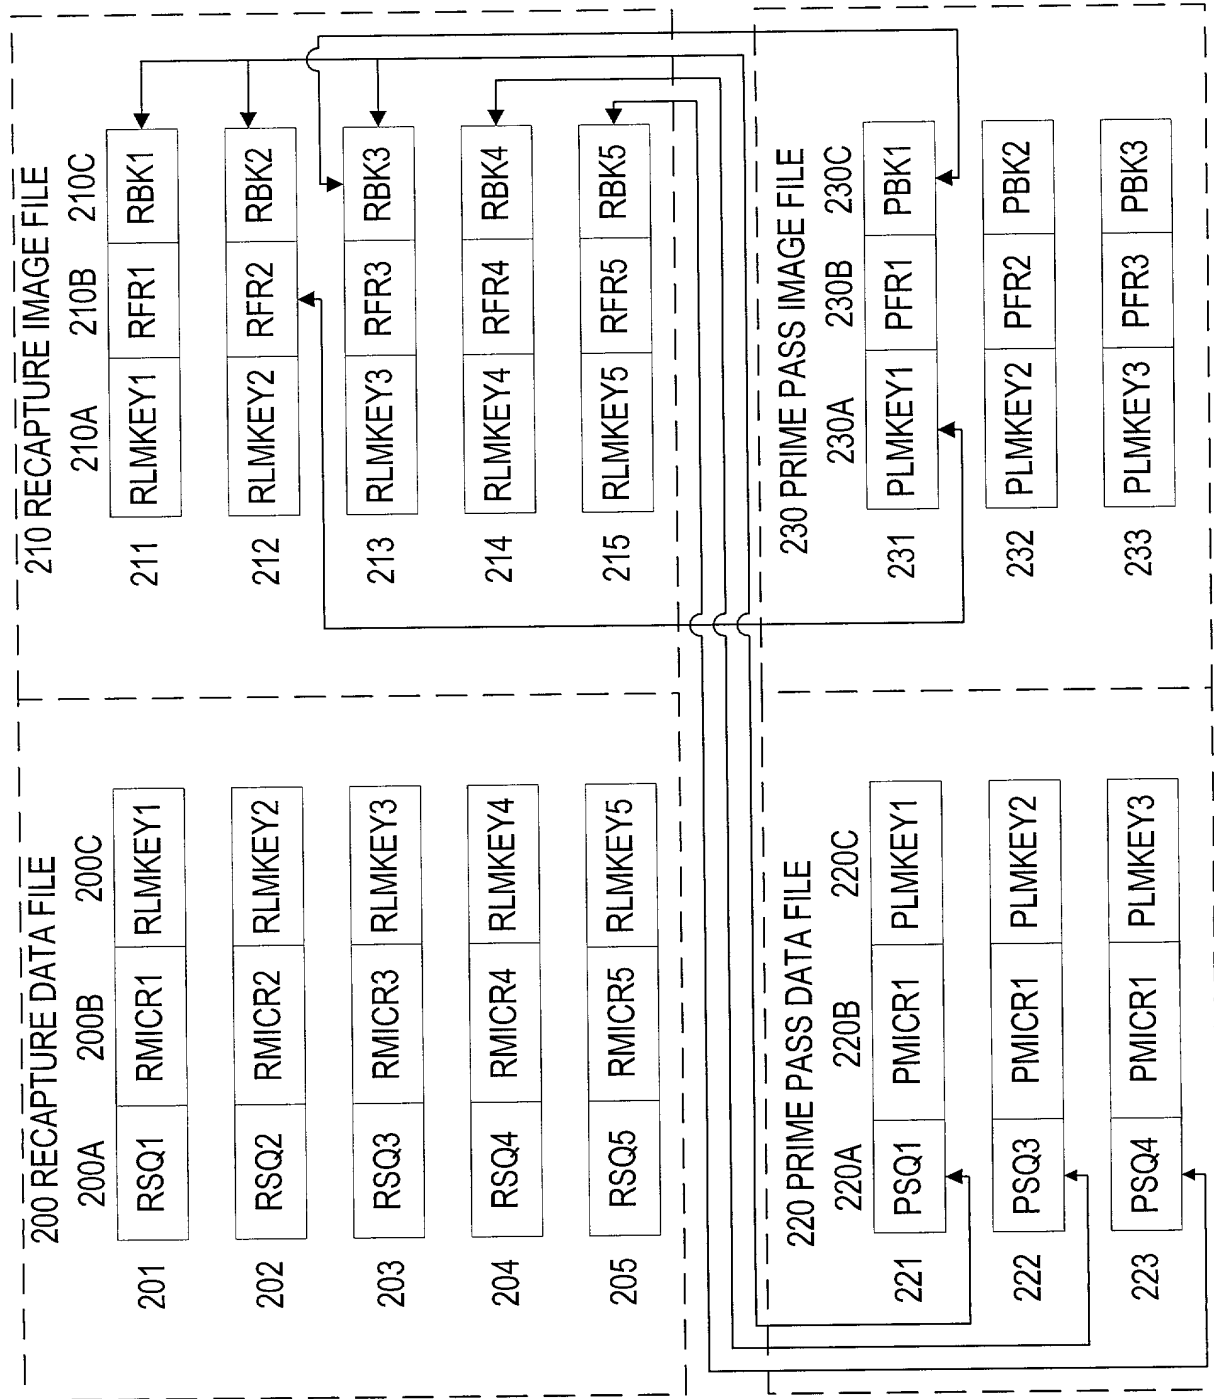 200 RECAPTURE DATA FILE
200A 200B 200C
201 RSQ1 RMICR1 RLMKEY1
202 RSQ2 RMICR2 RLMKEY2
203 RSQ3 RMICR3 RLMKEY3
204 RSQ4 RMICR4 RLMKEY4
205 RSQ5 RMICR5 RLMKEY5
210 RECAPTURE IMAGE FILE
210A 210B 210C
211 RLMKEY1 RFR1 RBK1
212 RLMKEY2 RFR2 RBK2
213 RLMKEY3 RFR3 RBK3
214 RLMKEY4 RFR4 RBK4
215 RLMKEY5 RFR5 RBK5
220 PRIME PASS DATA FILE
220A 220B 220C
221 PSQ1 PMICR1 PLMKEY1
222 PSQ3 PMICR1 PLMKEY2
223 PSQ4 PMICR1 PLMKEY3
230 PRIME PASS IMAGE FILE
230A 230B 230C
231 PLMKEY1 PFR1 PBK1
232 PLMKEY2 PFR2 PBK2
233 PLMKEY3 PFR3 PBK3